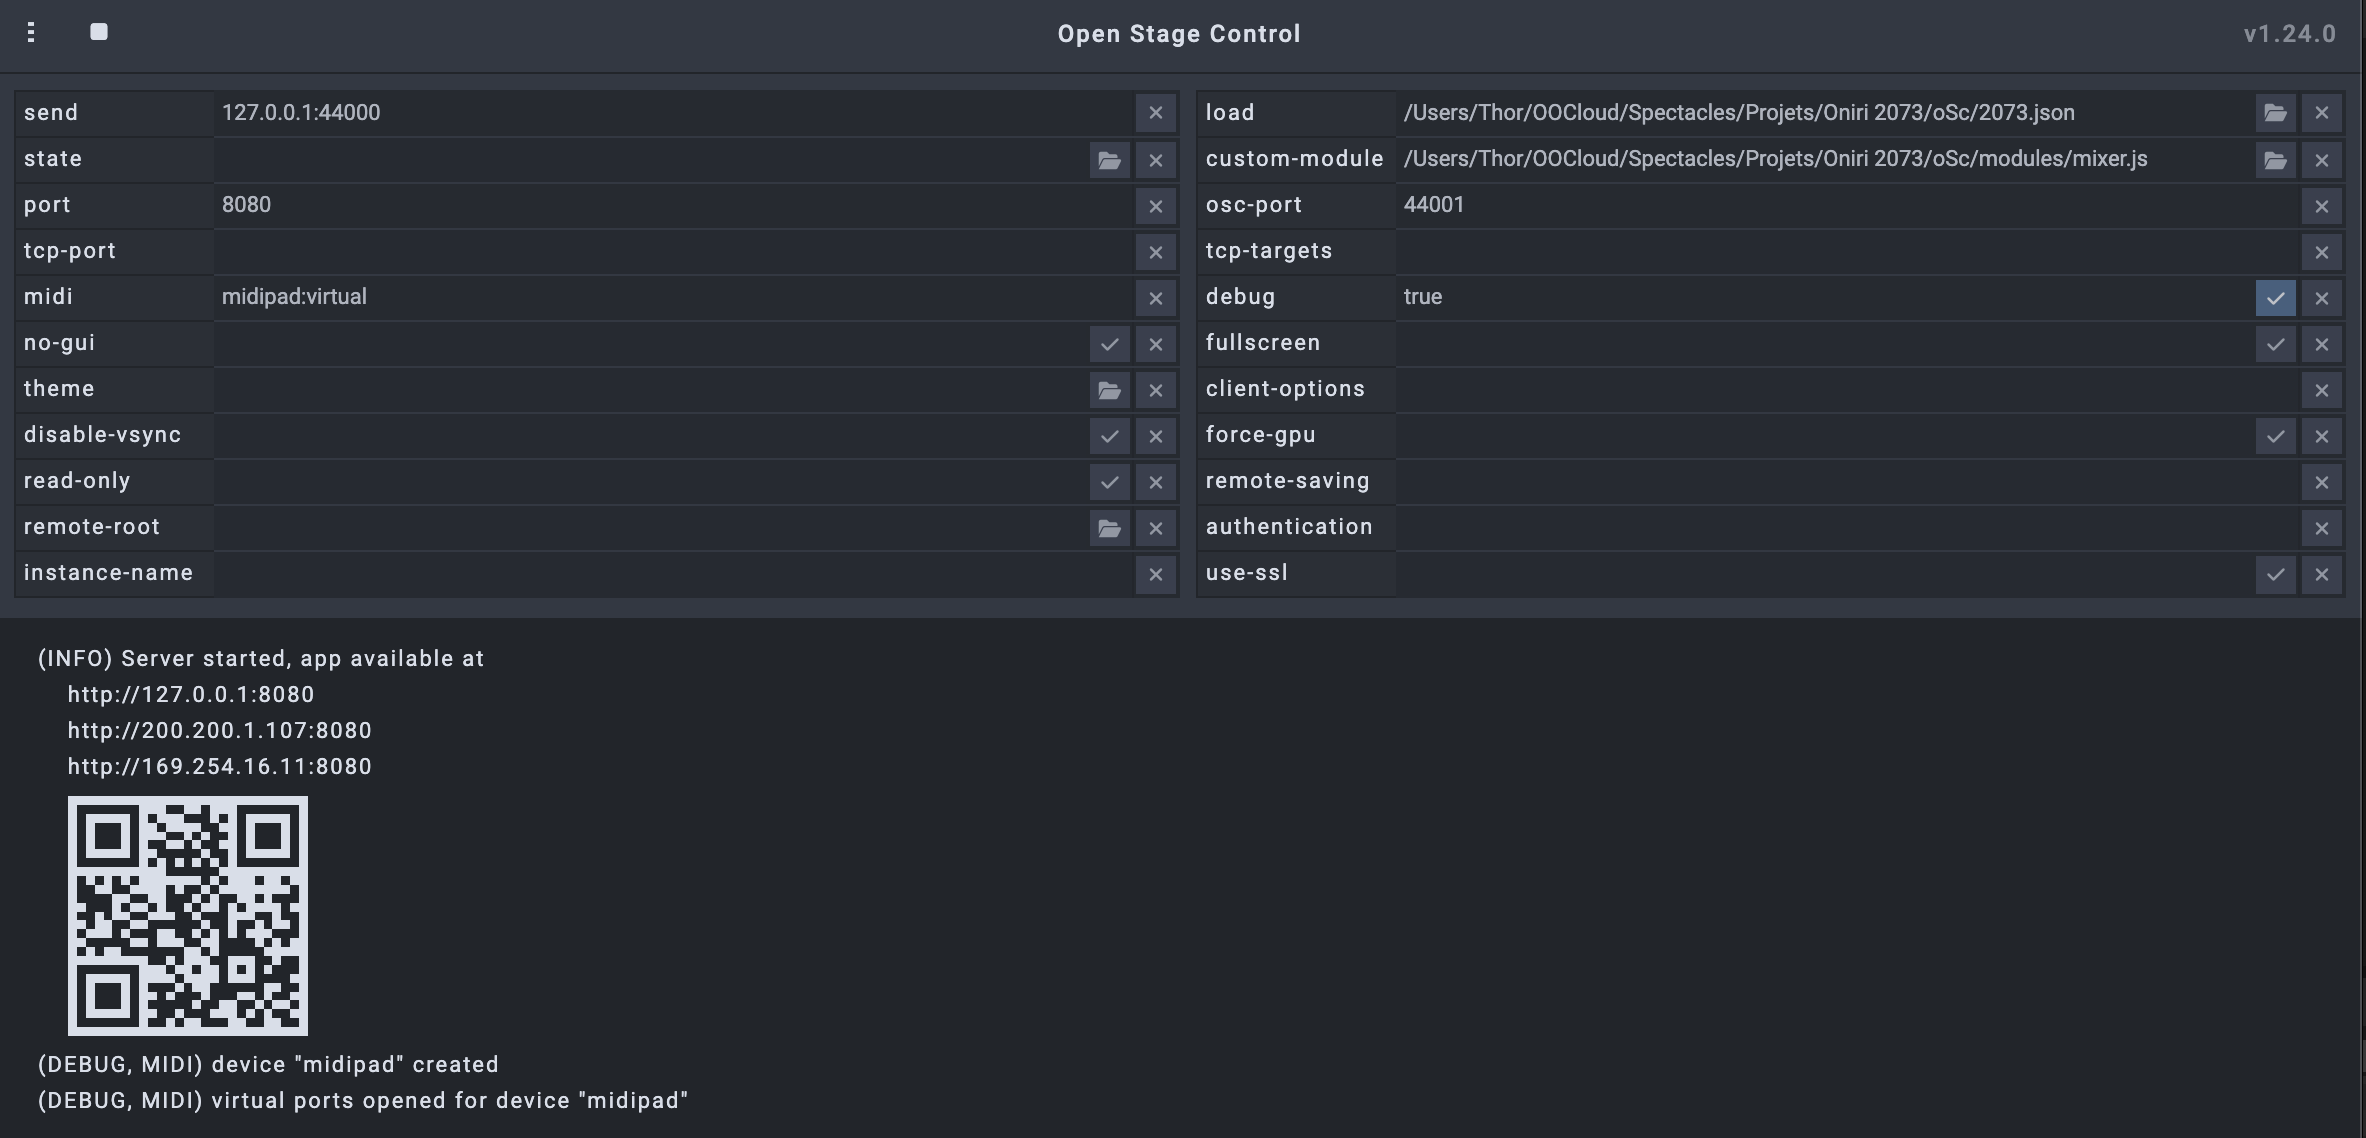 Open Stage Control
v1.24.0
send 127.0.0.1:44000
load /Users/Thor/OOCloud/Spectacles/Projets/Oniri 2073/oSc/2073.json
state
custom-module /Users/Thor/OOCloud/Spectacles/Projets/Oniri 2073/oSc/modules/mixer.js
port 8080
osc-port 44001
tcp-port
tcp-targets
midi midipad:virtual
debug true
no-gui
fullscreen
theme
client-options
disable-vsync
force-gpu
read-only
remote-saving
remote-root
authentication
instance-name
use-ssl
(INFO) Server started, app available at
http://127.0.0.1:8080
http://200.200.1.107:8080
http://169.254.16.11:8080
(DEBUG, MIDI) device "midipad" created
(DEBUG, MIDI) virtual ports opened for device "midipad"